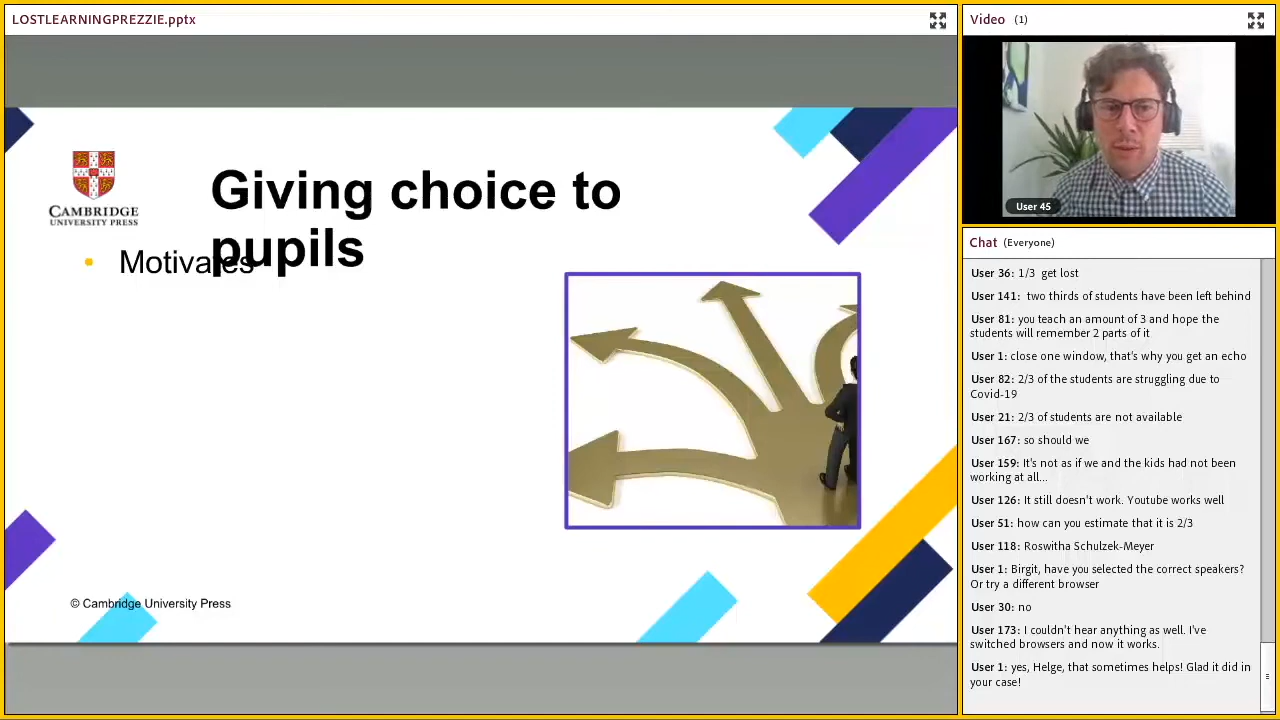 LOSTLEARNINGPREZZIE.pptx
CAMBRIDGE
UNIVERSITY PRESS
Giving choice to
pupils
Motivates
© Cambridge University Press
Video (1)
User 45
Chat (Everyone)
User 36: 1/3 get lost
User 141: two thirds of students have been left behind
User 81: you teach an amount of 3 and hope the
students will remember 2 parts of it
User 1: close one window, that's why you get an echo
User 82: 2/3 of the students are struggling due to
Covid-19
User 21: 2/3 of students are not available
User 167: so should we
User 159: It's not as if we and the kids had not been
working at all...
User 126: It still doesn't work. Youtube works well
User 51: how can you estimate that it is 2/3
User 118: Roswitha Schulzek-Meyer
User 1: Birgit, have you selected the correct speakers?
Or try a different browser
User 30: no
User 173: I couldn't hear anything as well. I've
switched browsers and now it works.
User 1: yes, Helge, that sometimes helps! Glad it did in
your case!